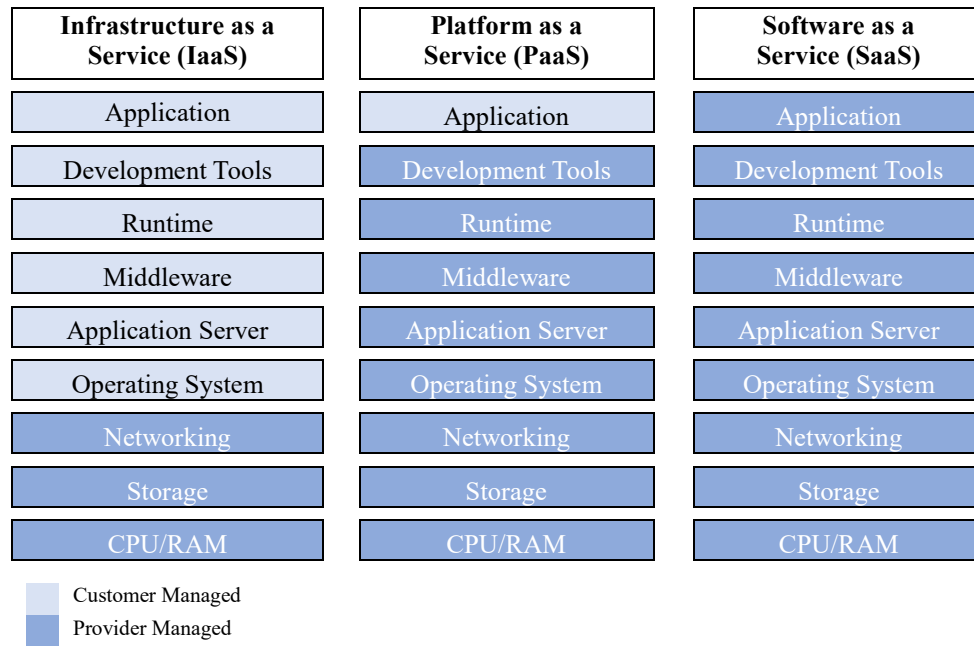 Infrastructure as a
Service (IaaS)
Platform as a
Service (PaaS)
Software as a
Service (SaaS)
Application
Application
Application
Development Tools
Development Tools
Development Tools
Runtime
Runtime
Runtime
Middleware
Middleware
Middleware
Application Server
Application Server
Application Server
Operating System
Operating System
Operating System
Networking
Networking
Networking
Storage
Storage
Storage
CPU/RAM
CPU/RAM
CPU/RAM
Customer Managed
Provider Managed